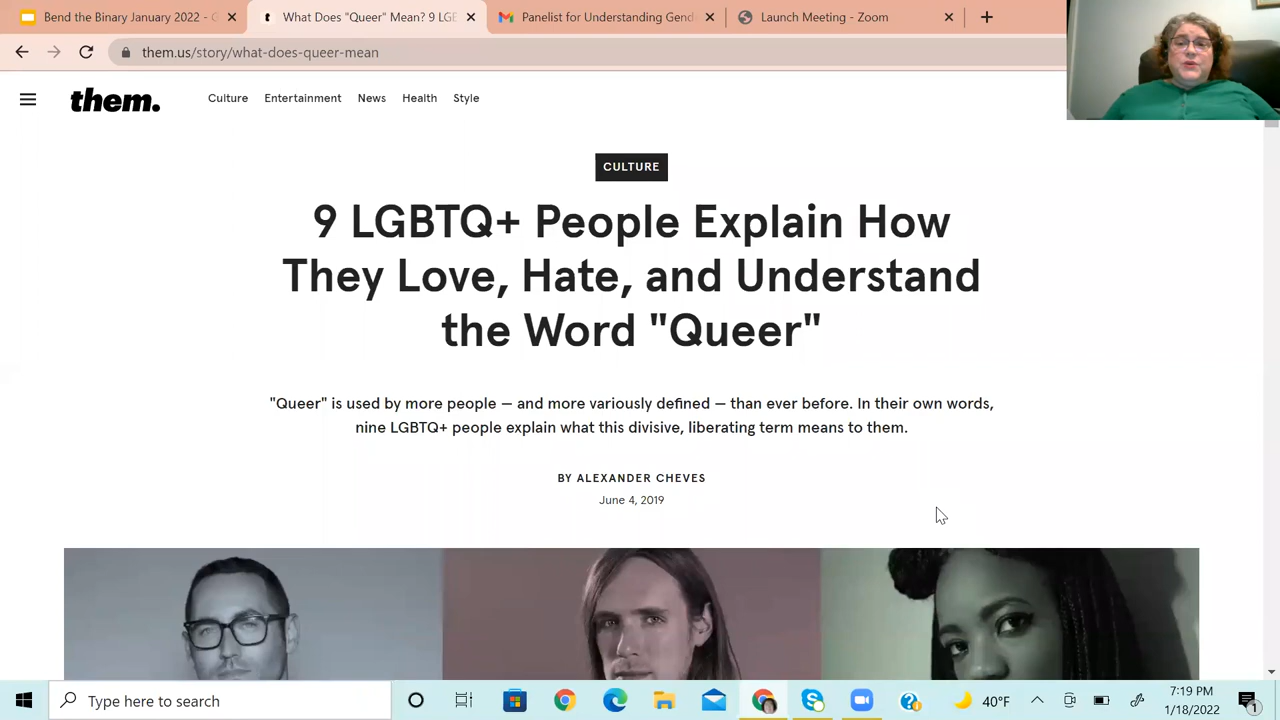 Bend the Binary January 2022 - G
What Does "Queer" Mean? 9 LGB
Panelist for Understanding Gend
Launch Meeting - Zoom
them.us/story/what-does-queer-mean
them.
Culture Entertainment News Health Style
CULTURE
9 LGBTQ+ People Explain How
They Love, Hate, and Understand
the Word "Queer"
"Queer" is used by more people — and more variously defined — than ever before. In their own words,
nine LGBTQ+ people explain what this divisive, liberating term means to them.
BY ALEXANDER CHEVES
June 4, 2019
Type here to search
40°F
7:19 PM
1/18/2022
1